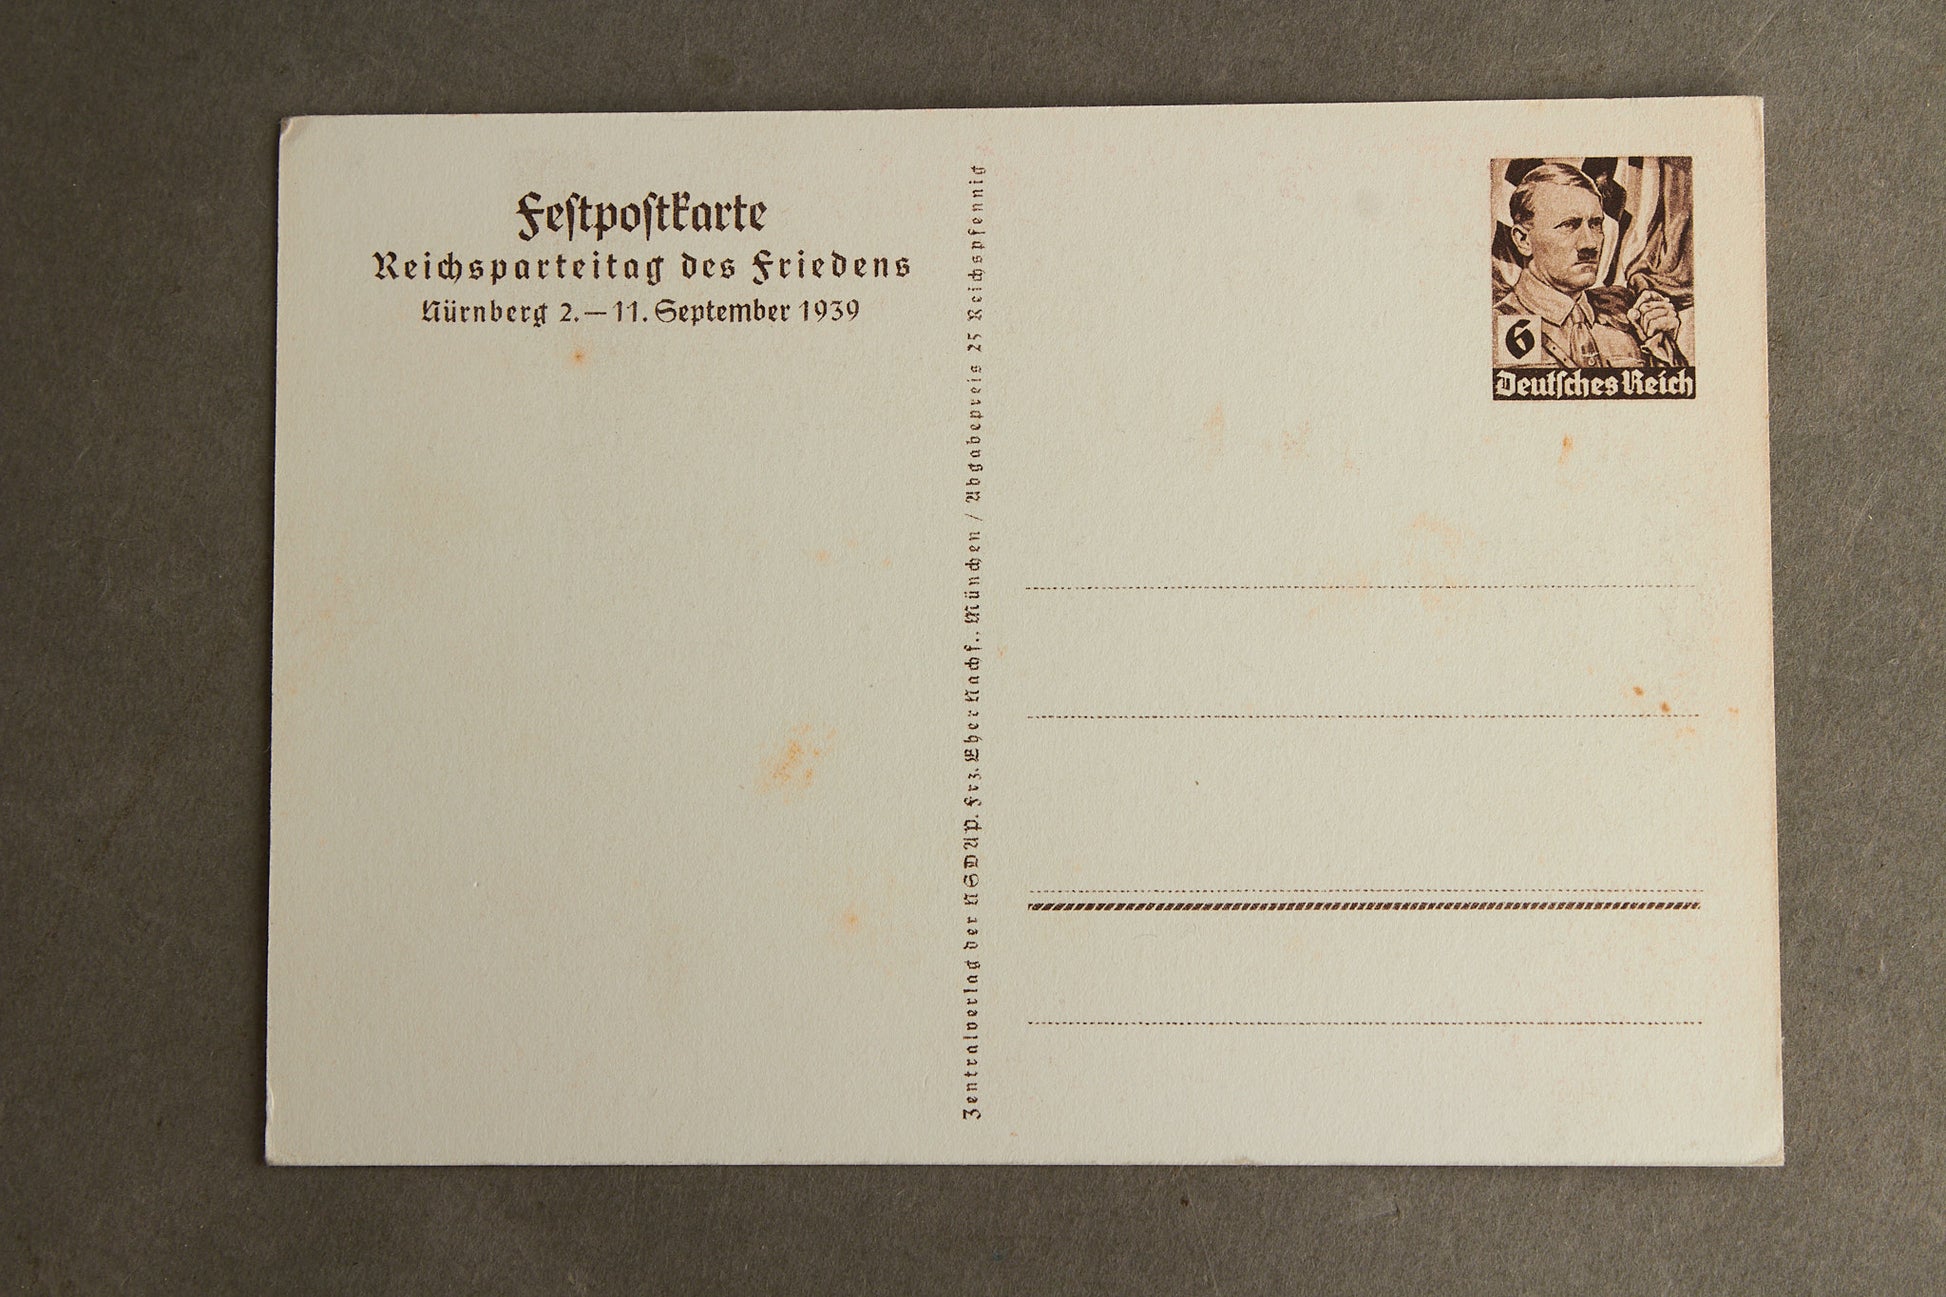 Festpostkarte
Reichsparteitag des Friedens
Nürnberg 2.—11. September 1939
Zentralverlag der NSDAP. Frz. Eher Nachf., München / Abgabepreis 25 Reichspfennig
6
Deutsches Reich